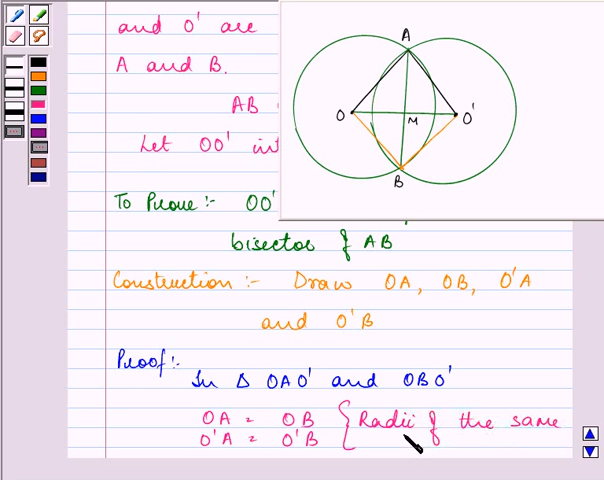 and O' are
A and B.
AB
Let OO'
To Prove :- OO'
bisector of AB
Construction :- Draw OA, OB, O'A
and O'B
Proof :-
In Δ OAO' and OBO'
OA = OB { Radii of the same
O'A = O'B
A
O M O'
B